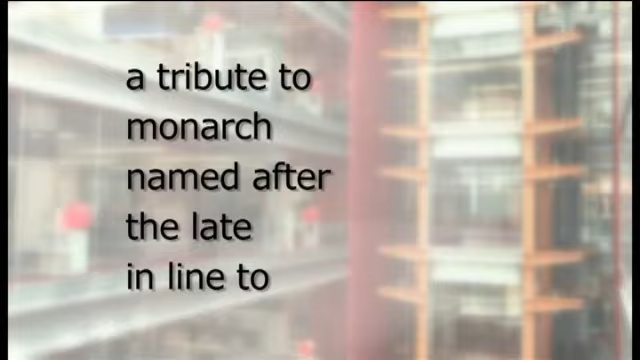 a tribute to
monarch
named after
the late
in line to